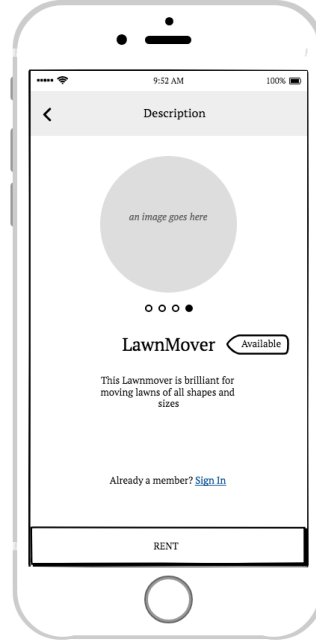 9:52 AM 100%
Description
an image goes here
LawnMover Available
This Lawnmover is brilliant for
moving lawns of all shapes and
sizes
Already a member? Sign In
RENT